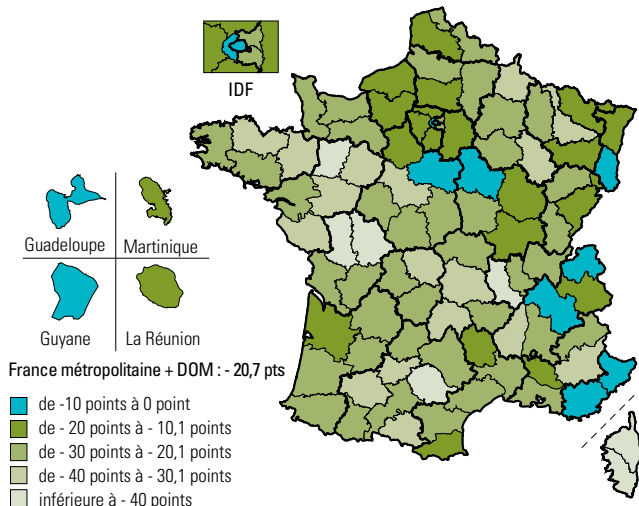 IDF
Guadeloupe
Martinique
Guyane
La Réunion
France métropolitaine + DOM : - 20,7 pts
de -10 points à 0 point
de - 20 points à - 10,1 points
de - 30 points à - 20,1 points
de - 40 points à - 30,1 points
inférieure à - 40 points